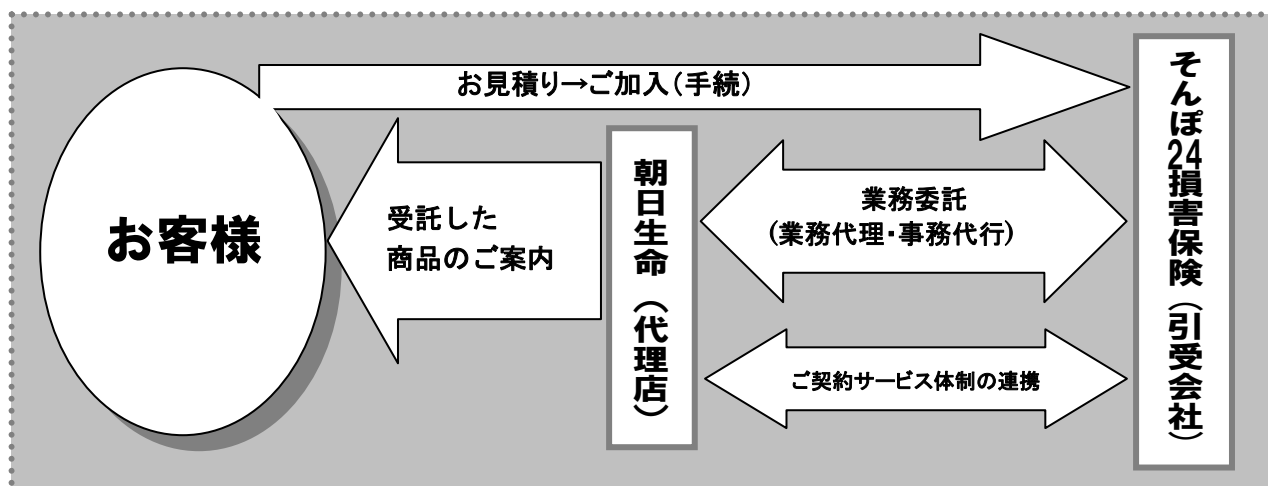 お見積り→ご加入(手続)
お客様
受託した
商品のご案内
朝日生命(代理店)
業務委託
(業務代理・事務代行)
ご契約サービス体制の連携
そんぽ24損害保険(引受会社)